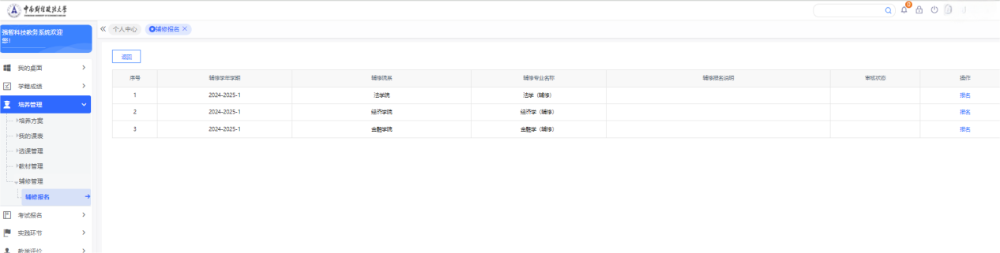 中南财经政法大学
0
强智科技教务系统欢迎
您！
个人中心 辅修报名
返回
序号 辅修学年学期 辅修院系 辅修专业名称 辅修报名说明 审核状态 操作
1 2024-2025-1 法学院 法学（辅修） 报名
2 2024-2025-1 经济学院 经济学（辅修） 报名
3 2024-2025-1 金融学院 金融学（辅修） 报名
我的桌面
学籍成绩
培养管理
培养方案
我的课表
选课管理
教材管理
辅修管理
辅修报名
考试报名
实践环节
教学评价